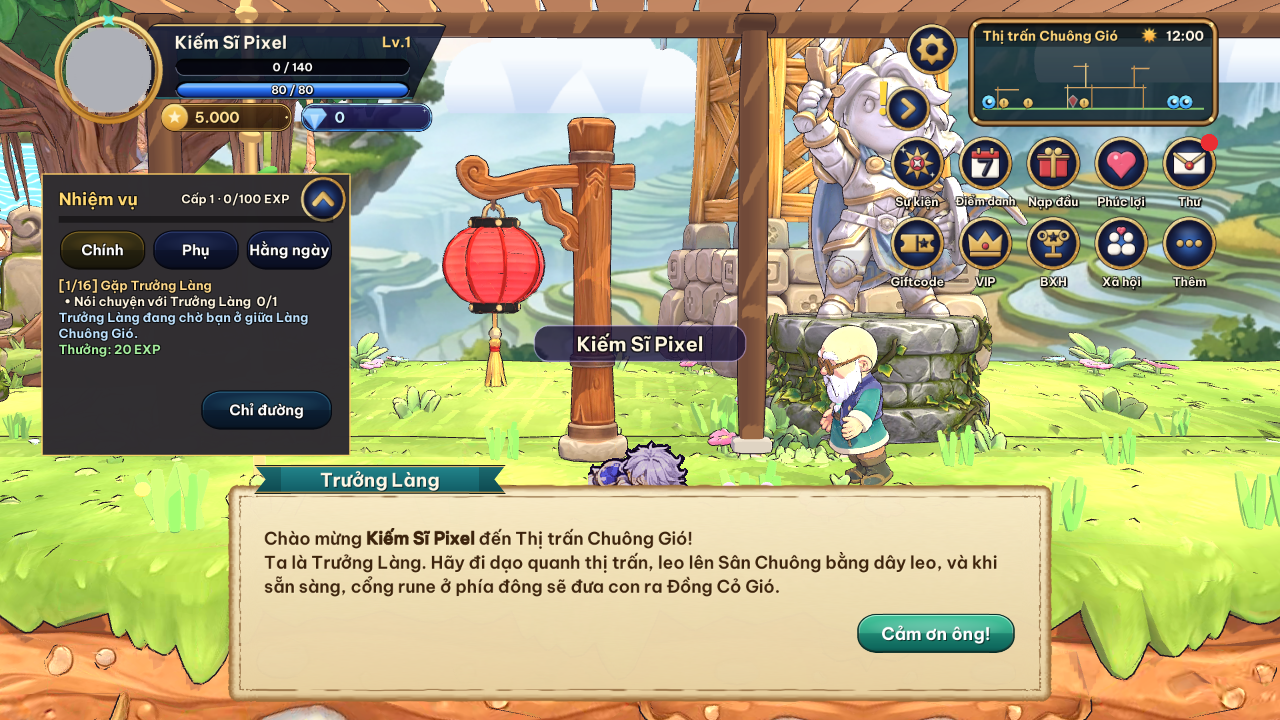 Kiếm Sĩ Pixel
Lv.1
0 / 140
80 / 80
5.000
0
Thị trấn Chuông Gió
12:00
Nhiệm vụ
Cấp 1 · 0/100 EXP
Chính
Phụ
Hằng ngày
[1/16] Gặp Trưởng Làng
• Nói chuyện với Trưởng Làng 0/1
Trưởng Làng đang chờ bạn ở giữa Làng
Chuông Gió.
Thưởng: 20 EXP
Chỉ đường
7
Sự kiện
Điểm danh
Nạp đầu
Phúc lợi
Thư
Giftcode
VIP
BXH
Xã hội
Thêm
Kiếm Sĩ Pixel
Trưởng Làng
Chào mừng Kiếm Sĩ Pixel đến Thị trấn Chuông Gió!
Ta là Trưởng Làng. Hãy đi dạo quanh thị trấn, leo lên Sân Chuông bằng dây leo, và khi
sẵn sàng, cổng rune ở phía đông sẽ đưa con ra Đồng Cỏ Gió.
Cảm ơn ông!